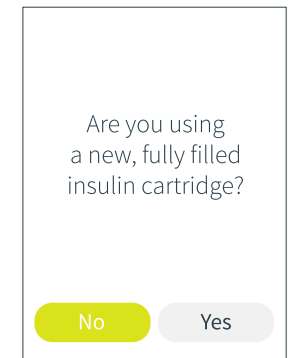 Are you using
a new, fully filled
insulin cartridge?
No Yes